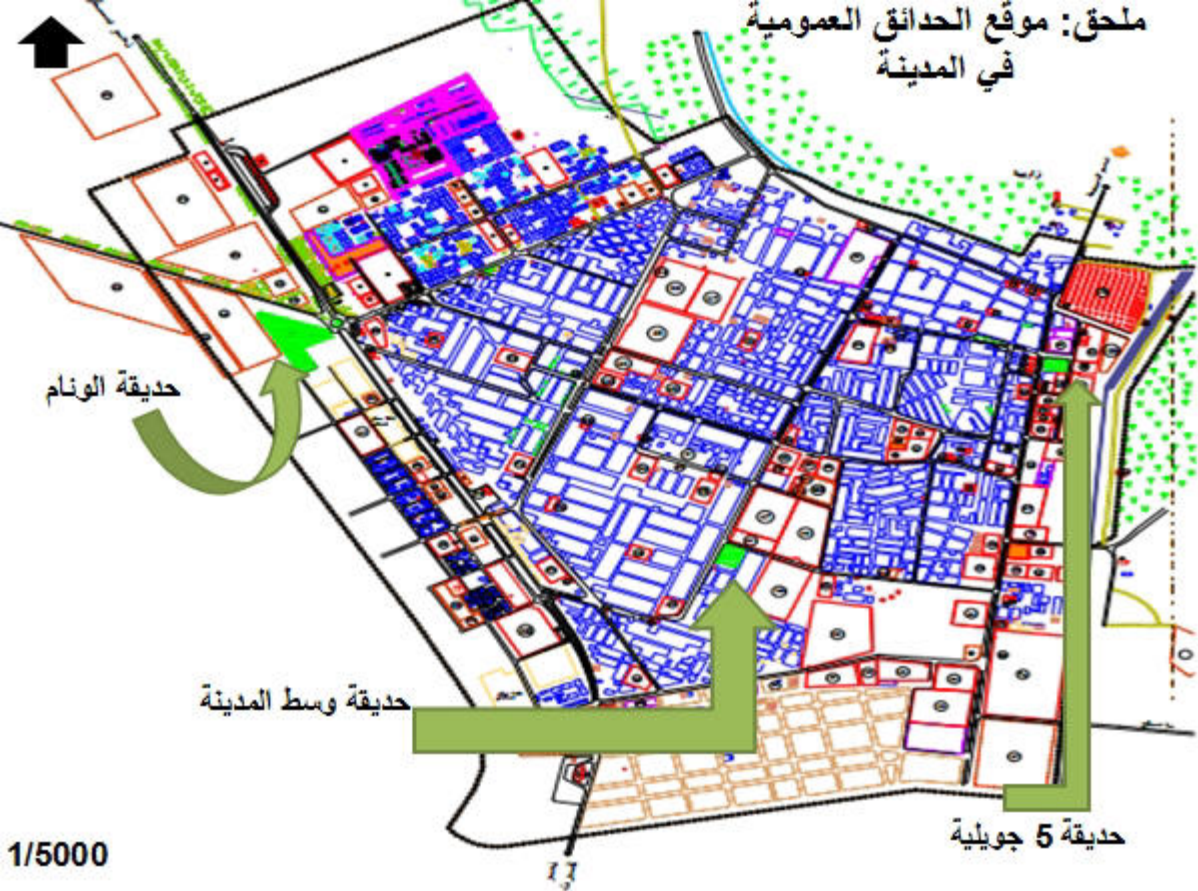 ملحق: موقع الحدائق العمومية
في المدينة
حديقة الونام
حديقة وسط المدينة
حديقة 5 جويلية
1/5000